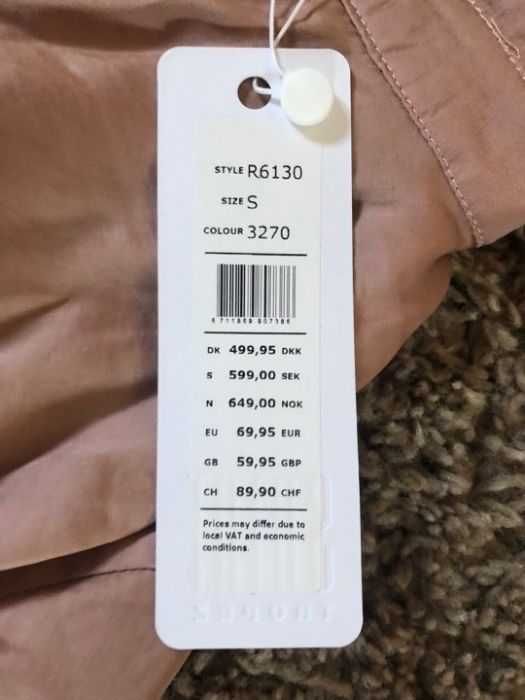 STYLE R6130
SIZE S
COLOUR 3270
DK 499,95 DKK
S 599,00 SEK
N 649,00 NOK
EU 69,95 EUR
GB 59,95 GBP
CH 89,90 CHF
Prices may differ due to
local VAT and economic
conditions.